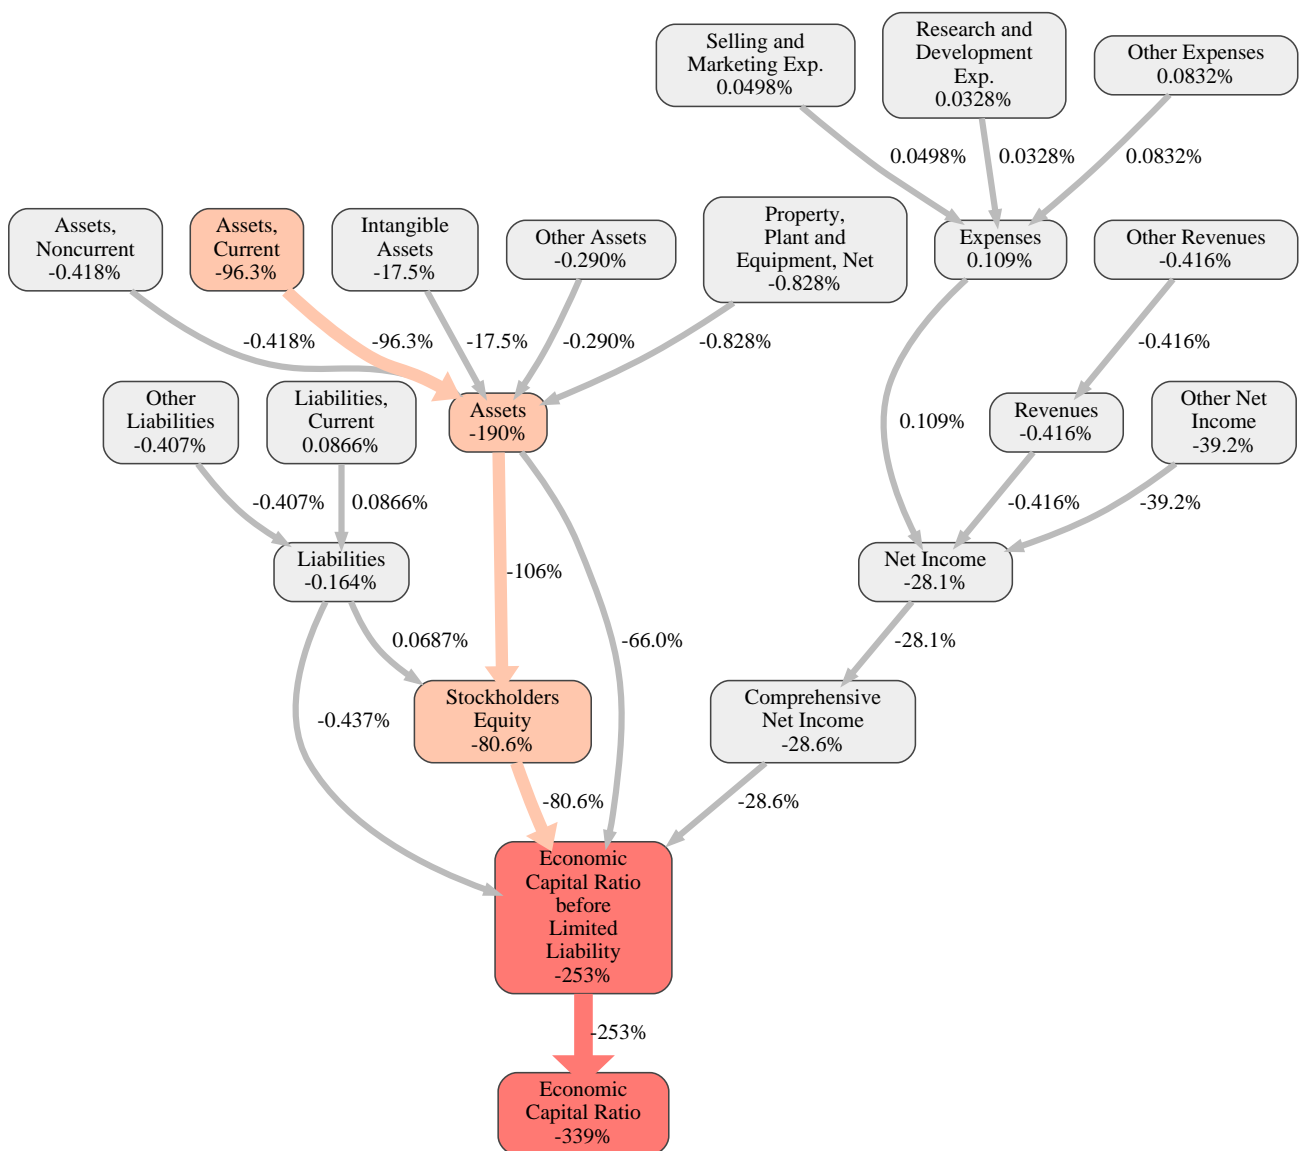 Selling and
Marketing Exp.
0.0498%
Research and
Development
Exp.
0.0328%
Other Expenses
0.0832%
0.0498%
0.0328%
0.0832%
Assets,
Noncurrent
-0.418%
Assets,
Current
-96.3%
Intangible
Assets
-17.5%
Other Assets
-0.290%
Property,
Plant and
Equipment, Net
-0.828%
Expenses
0.109%
Other Revenues
-0.416%
-0.418%
-96.3%
-17.5%
-0.290%
-0.828%
-0.416%
Other
Liabilities
-0.407%
Liabilities,
Current
0.0866%
Assets
-190%
0.109%
Revenues
-0.416%
Other Net
Income
-39.2%
-0.407%
0.0866%
-0.416%
-39.2%
Liabilities
-0.164%
-106%
Net Income
-28.1%
0.0687%
-66.0%
-28.1%
-0.437%
Stockholders
Equity
-80.6%
Comprehensive
Net Income
-28.6%
-80.6%
-28.6%
Economic
Capital Ratio
before
Limited
Liability
-253%
-253%
Economic
Capital Ratio
-339%